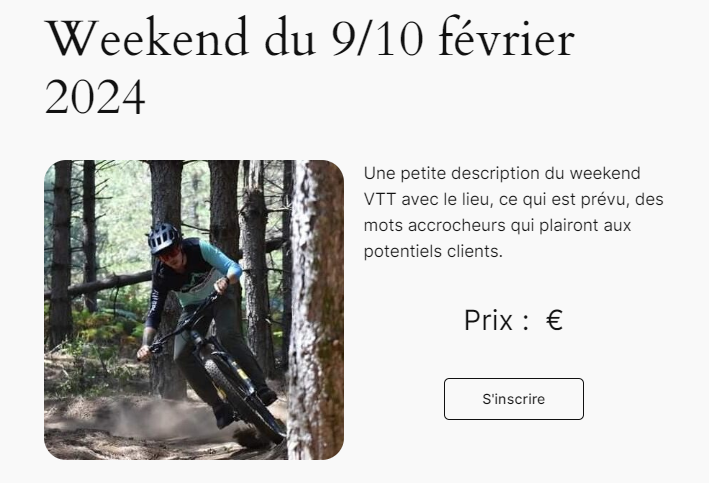 Weekend du 9/10 février
2024
Une petite description du weekend
VTT avec le lieu, ce qui est prévu, des
mots accrocheurs qui plairont aux
potentiels clients.
Prix :  €
S'inscrire